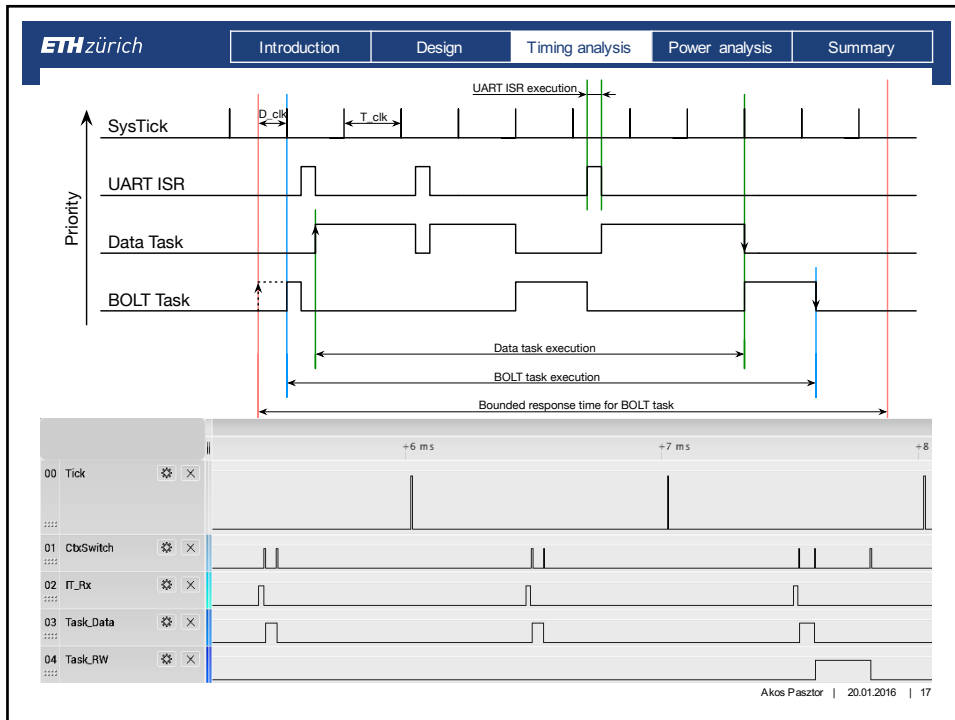 ETH zürich
Introduction
Design
Timing analysis
Power analysis
Summary
UART ISR execution
D_clk
T_clk
SysTick
UART ISR
Priority
Data Task
BOLT Task
Data task execution
BOLT task execution
Bounded response time for BOLT task
+6 ms
+7 ms
+8
00 Tick
01 CtxSwitch
02 IT_Rx
03 Task_Data
04 Task_RW
Akos Pasztor | 20.01.2016 | 17